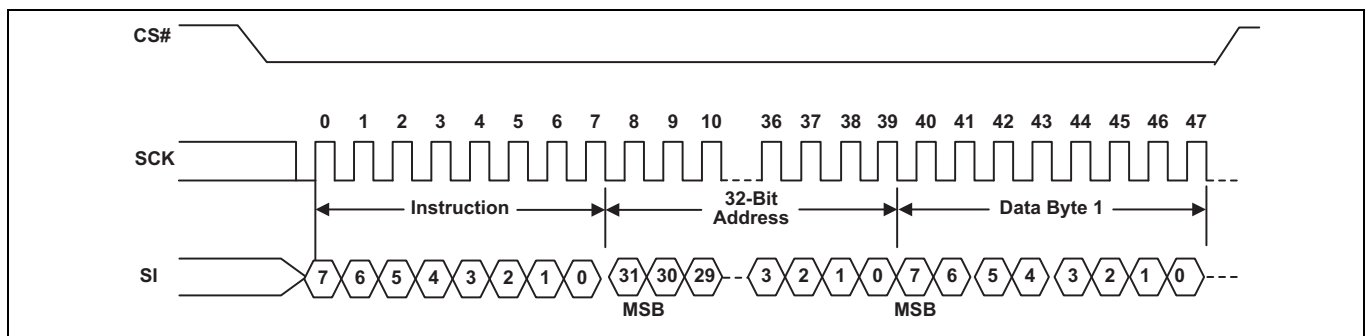 CS#
0 1 2 3 4 5 6 7 8 9 10 36 37 38 39 40 41 42 43 44 45 46 47
SCK
Instruction
32-Bit
Address
Data Byte 1
SI
7 6 5 4 3 2 1 0 31 30 29 3 2 1 0 7 6 5 4 3 2 1 0
MSB MSB